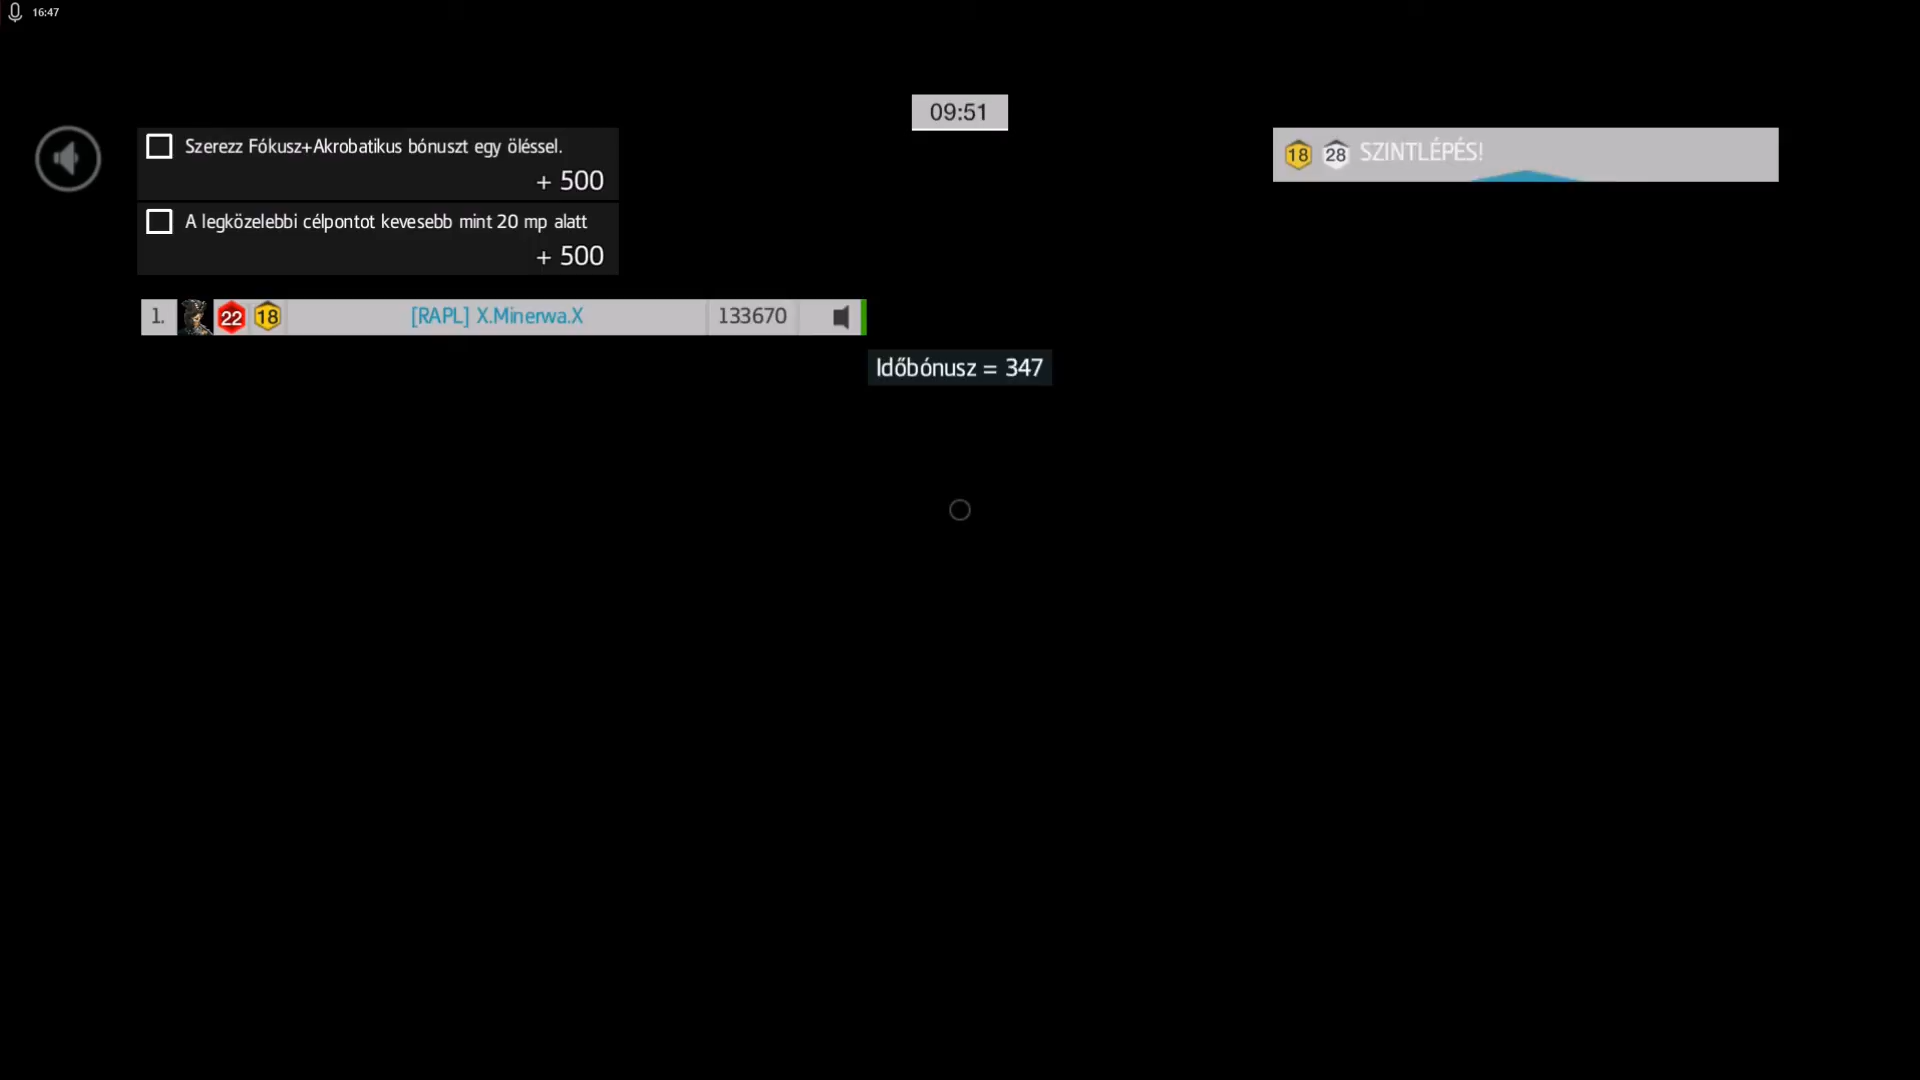 16:47
09:51
Szerezz Fókusz+Akrobatikus bónuszt egy öléssel.
+ 500
A legközelebbi célpontot kevesebb mint 20 mp alatt
+ 500
18 28 SZINTLÉPÉS!
1. 22 18 [RAPL] X.Minerwa.X 133670
Időbónusz = 347